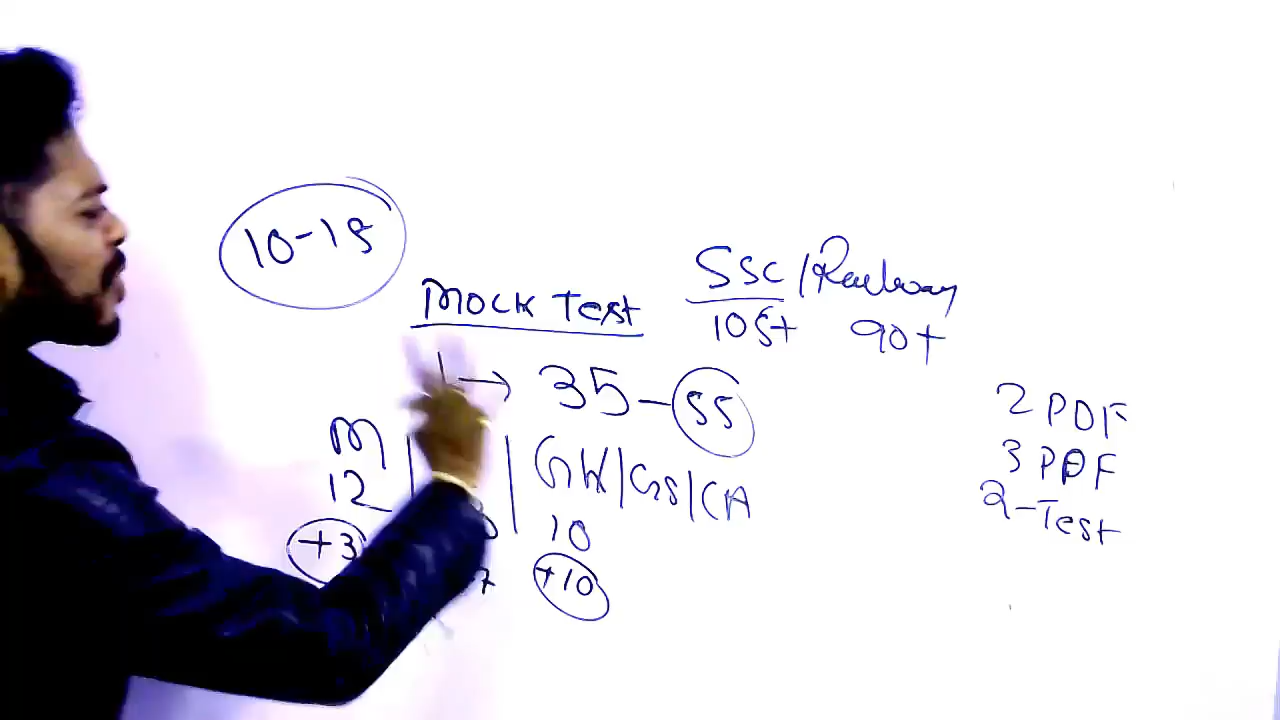 10-15
SSC/Railway
Mock Test
105+ 90+
→ 35-55
2 PDF
M | | GK/GS/CA
3 PDF
12
2-Test
10
+3
7
+10